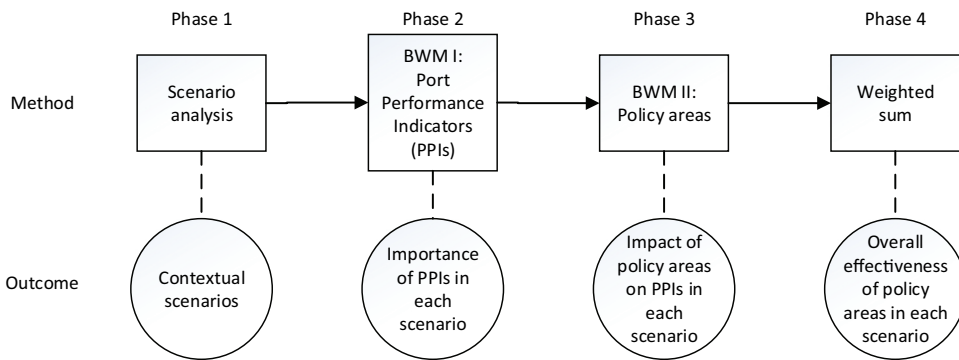 Phase 1
Phase 2
Phase 3
Phase 4
Method
Scenario
analysis
BWM I:
Port
Performance
Indicators
(PPIs)
BWM II:
Policy areas
Weighted
sum
Outcome
Contextual
scenarios
Importance
of PPIs in
each
scenario
Impact of
policy areas
on PPIs in
each
scenario
Overall
effectiveness
of policy
areas in each
scenario